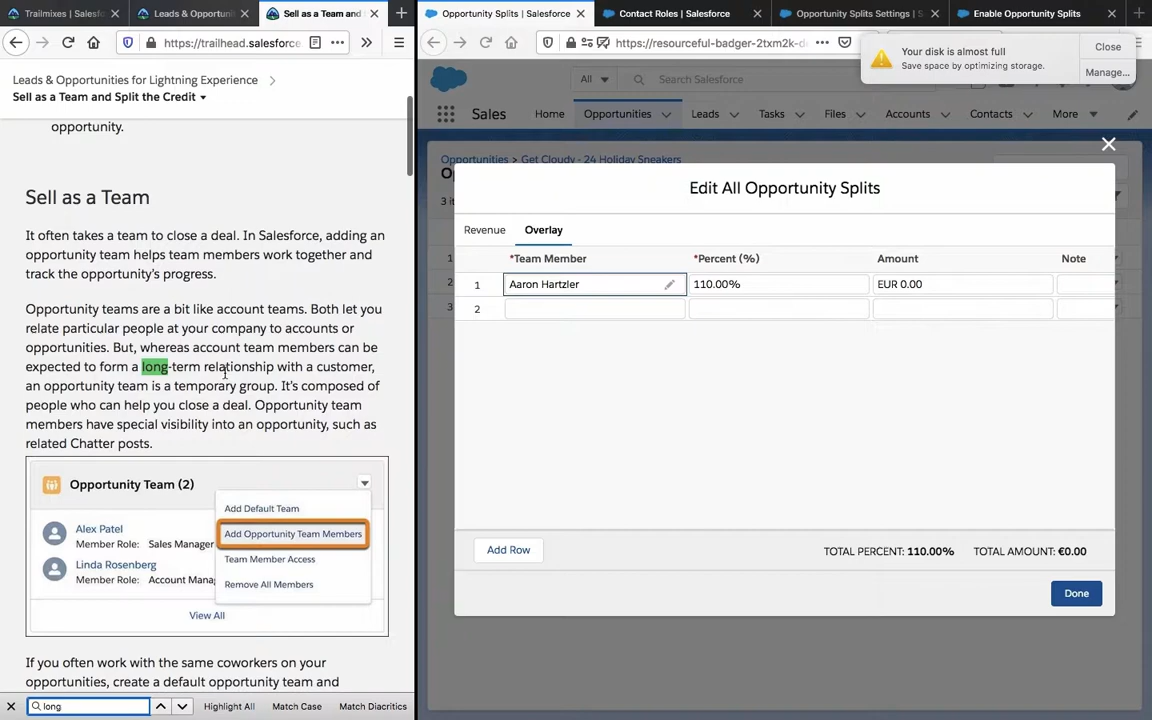 Trailmixes | Salesf
Leads & Opportuni
Sell as a Team and
https://trailhead.salesforce
Leads & Opportunities for Lightning Experience
Sell as a Team and Split the Credit
opportunity.
Sell as a Team
It often takes a team to close a deal. In Salesforce, adding an
opportunity team helps team members work together and
track the opportunity's progress.
Opportunity teams are a bit like account teams. Both let you
relate particular people at your company to accounts or
opportunities. But, whereas account team members can be
expected to form a long-term relationship with a customer,
an opportunity team is a temporary group. It's composed of
people who can help you close a deal. Opportunity team
members have special visibility into an opportunity, such as
related Chatter posts.
Opportunity Team (2)
Add Default Team
Alex Patel
Member Role: Sales Manager
Add Opportunity Team Members
Linda Rosenberg
Member Role: Account Mana
Team Member Access
Remove All Members
View All
If you often work with the same coworkers on your
opportunities, create a default opportunity team and
long
Highlight All
Match Case
Match Diacritics
Opportunity Splits | Salesforce
Contact Roles | Salesforce
Opportunity Splits Settings | S
Enable Opportunity Splits
https://resourceful-badger-2txm2k-d
Your disk is almost full
Save space by optimizing storage.
Close
Manage...
All
Search Salesforce
Sales
Home
Opportunities
Leads
Tasks
Files
Accounts
Contacts
More
Opportunities > Get Cloudy - 24 Holiday Sneakers
Op
3 it
Edit All Opportunity Splits
Revenue
Overlay
*Team Member
*Percent (%)
Amount
Note
1
Aaron Hartzler
110.00%
EUR 0.00
2
1
2
3
Add Row
TOTAL PERCENT: 110.00%
TOTAL AMOUNT: €0.00
Done